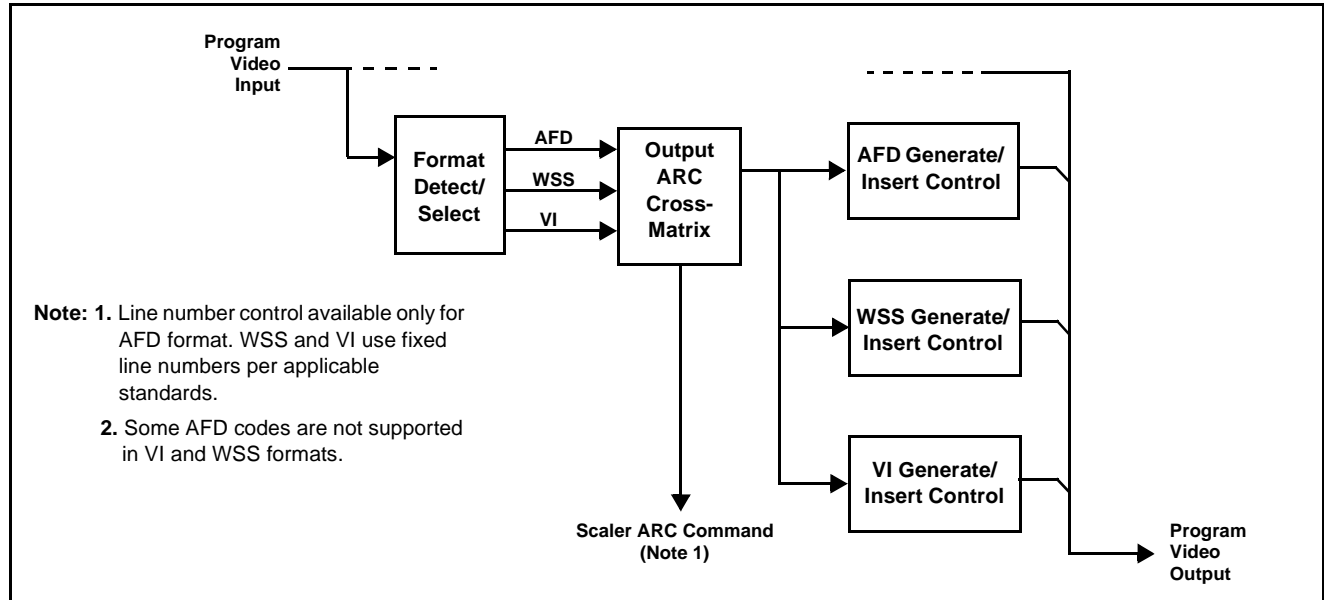 Program
Video
Input
Format
Detect/
Select
AFD
WSS
VI
Output
ARC
Cross-
Matrix
AFD Generate/
Insert Control
WSS Generate/
Insert Control
VI Generate/
Insert Control
Note: 1. Line number control available only for
AFD format. WSS and VI use fixed
line numbers per applicable
standards.
2. Some AFD codes are not supported
in VI and WSS formats.
Scaler ARC Command
(Note 1)
Program
Video
Output